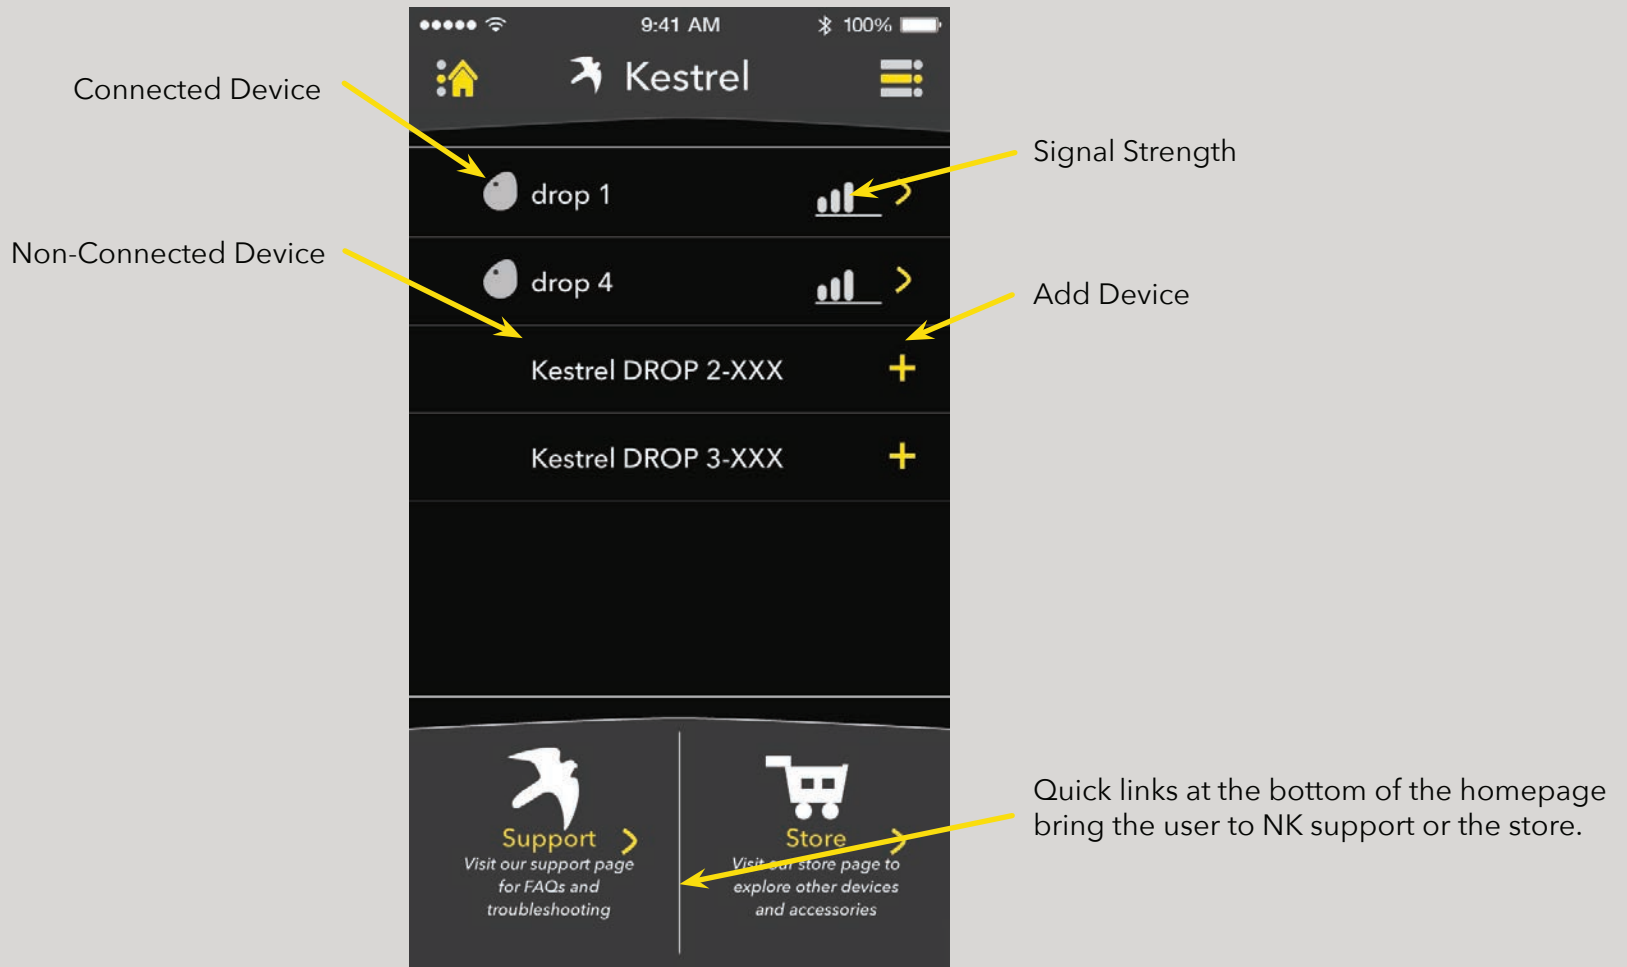 9:41 AM
100%
Kestrel
Connected Device
Signal Strength
drop 1
Non-Connected Device
drop 4
Add Device
Kestrel DROP 2-XXX
+
Kestrel DROP 3-XXX
+
Support
Visit our support page
for FAQs and
troubleshooting
Store
Visit our store page to
explore other devices
and accessories
Quick links at the bottom of the homepage
bring the user to NK support or the store.